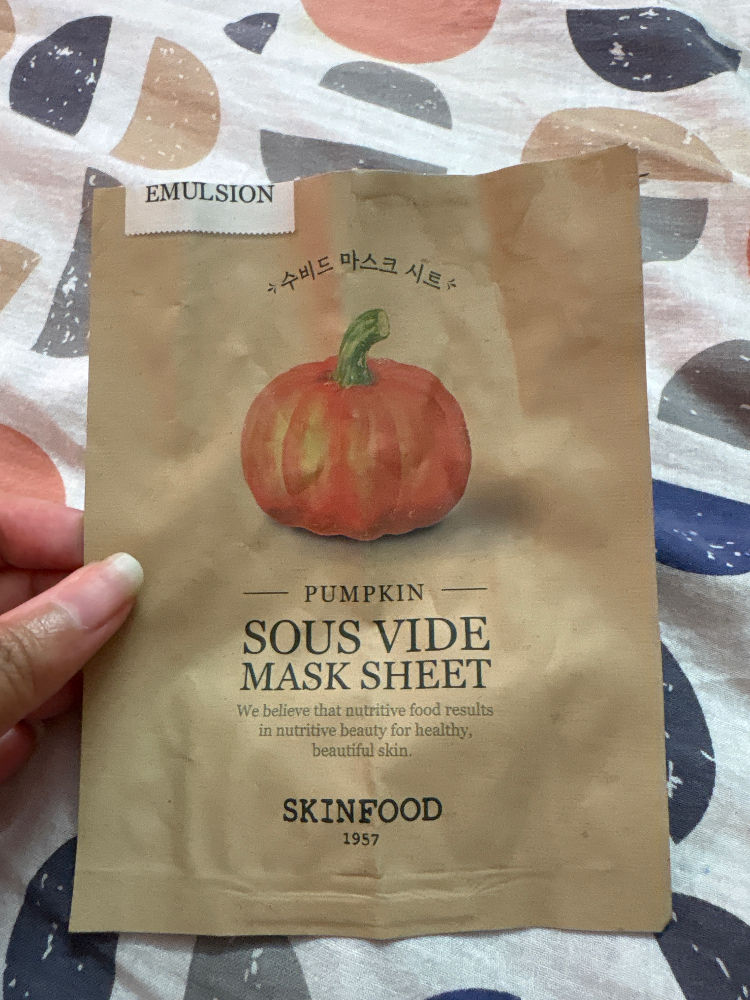 EMULSION
수비드 마스크 시트
PUMPKIN
SOUS VIDE
MASK SHEET
We believe that nutritive food results
in nutritive beauty for healthy,
beautiful skin.
SKINFOOD
1957